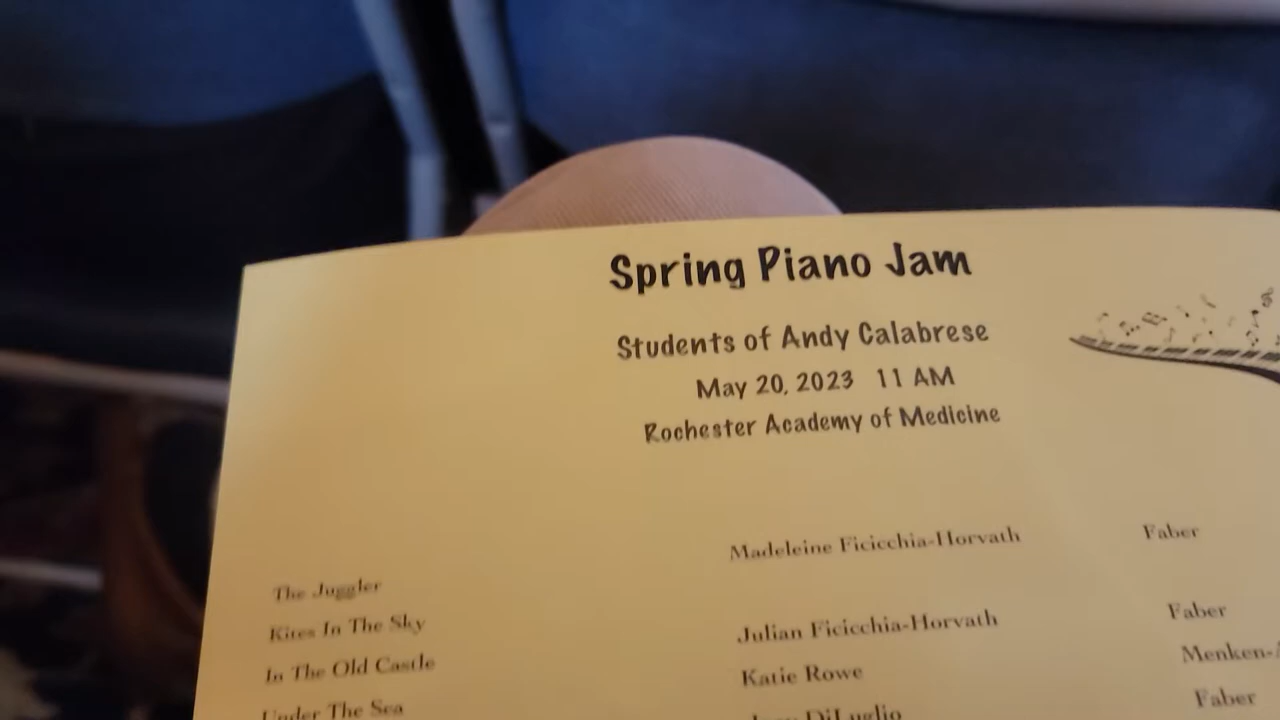 Spring Piano Jam
Students of Andy Calabrese
May 20, 2023 11 AM
Rochester Academy of Medicine
Madeleine Ficicchia-Horvath Faber
The Juggler
Kites In The Sky
Julian Ficicchia-Horvath Faber
In The Old Castle
Katie Rowe Menken-
Under The Sea
DiLuglio Faber